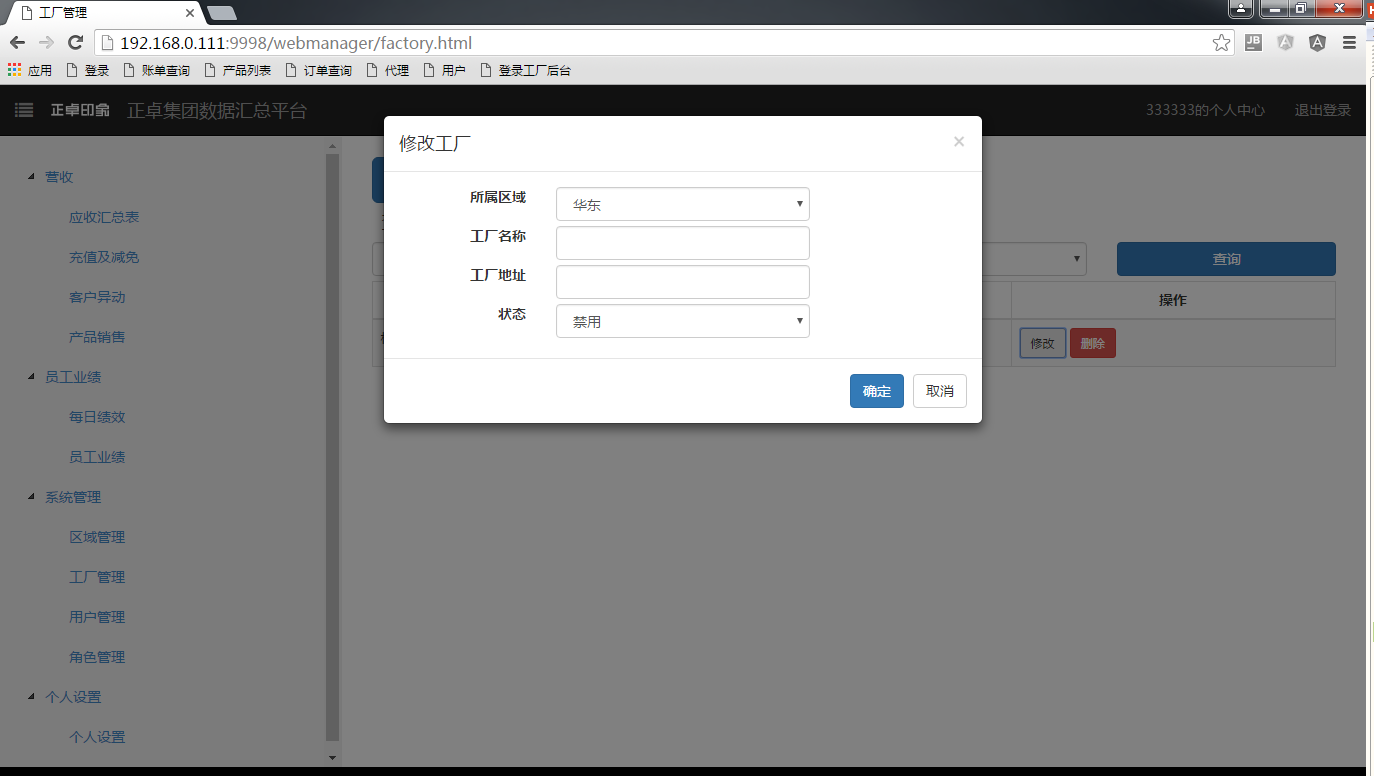 工厂管理
192.168.0.111:9998/webmanager/factory.html
应用 登录 账单查询 产品列表 订单查询 代理 用户 登录工厂后台
正卓印象 正卓集团数据汇总平台 333333的个人中心 退出登录
修改工厂 ×
所属区域 华东
工厂名称
工厂地址
状态 禁用
确定 取消
查询
操作
修改 删除
营收
应收汇总表
充值及减免
客户异动
产品销售
员工业绩
每日绩效
员工业绩
系统管理
区域管理
工厂管理
用户管理
角色管理
个人设置
个人设置